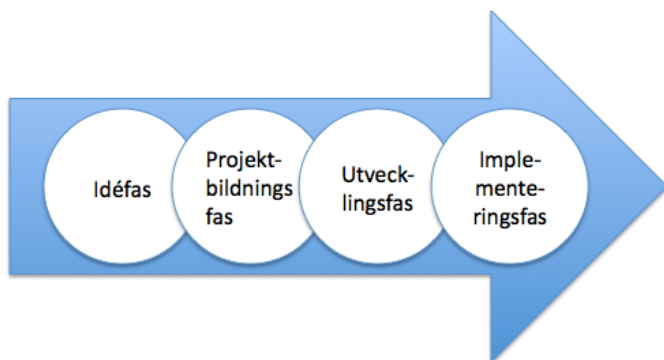 Idéfas
Projekt-
bildnings
fas
Utveck-
lingsfas
Imple-
mente-
ringsfas